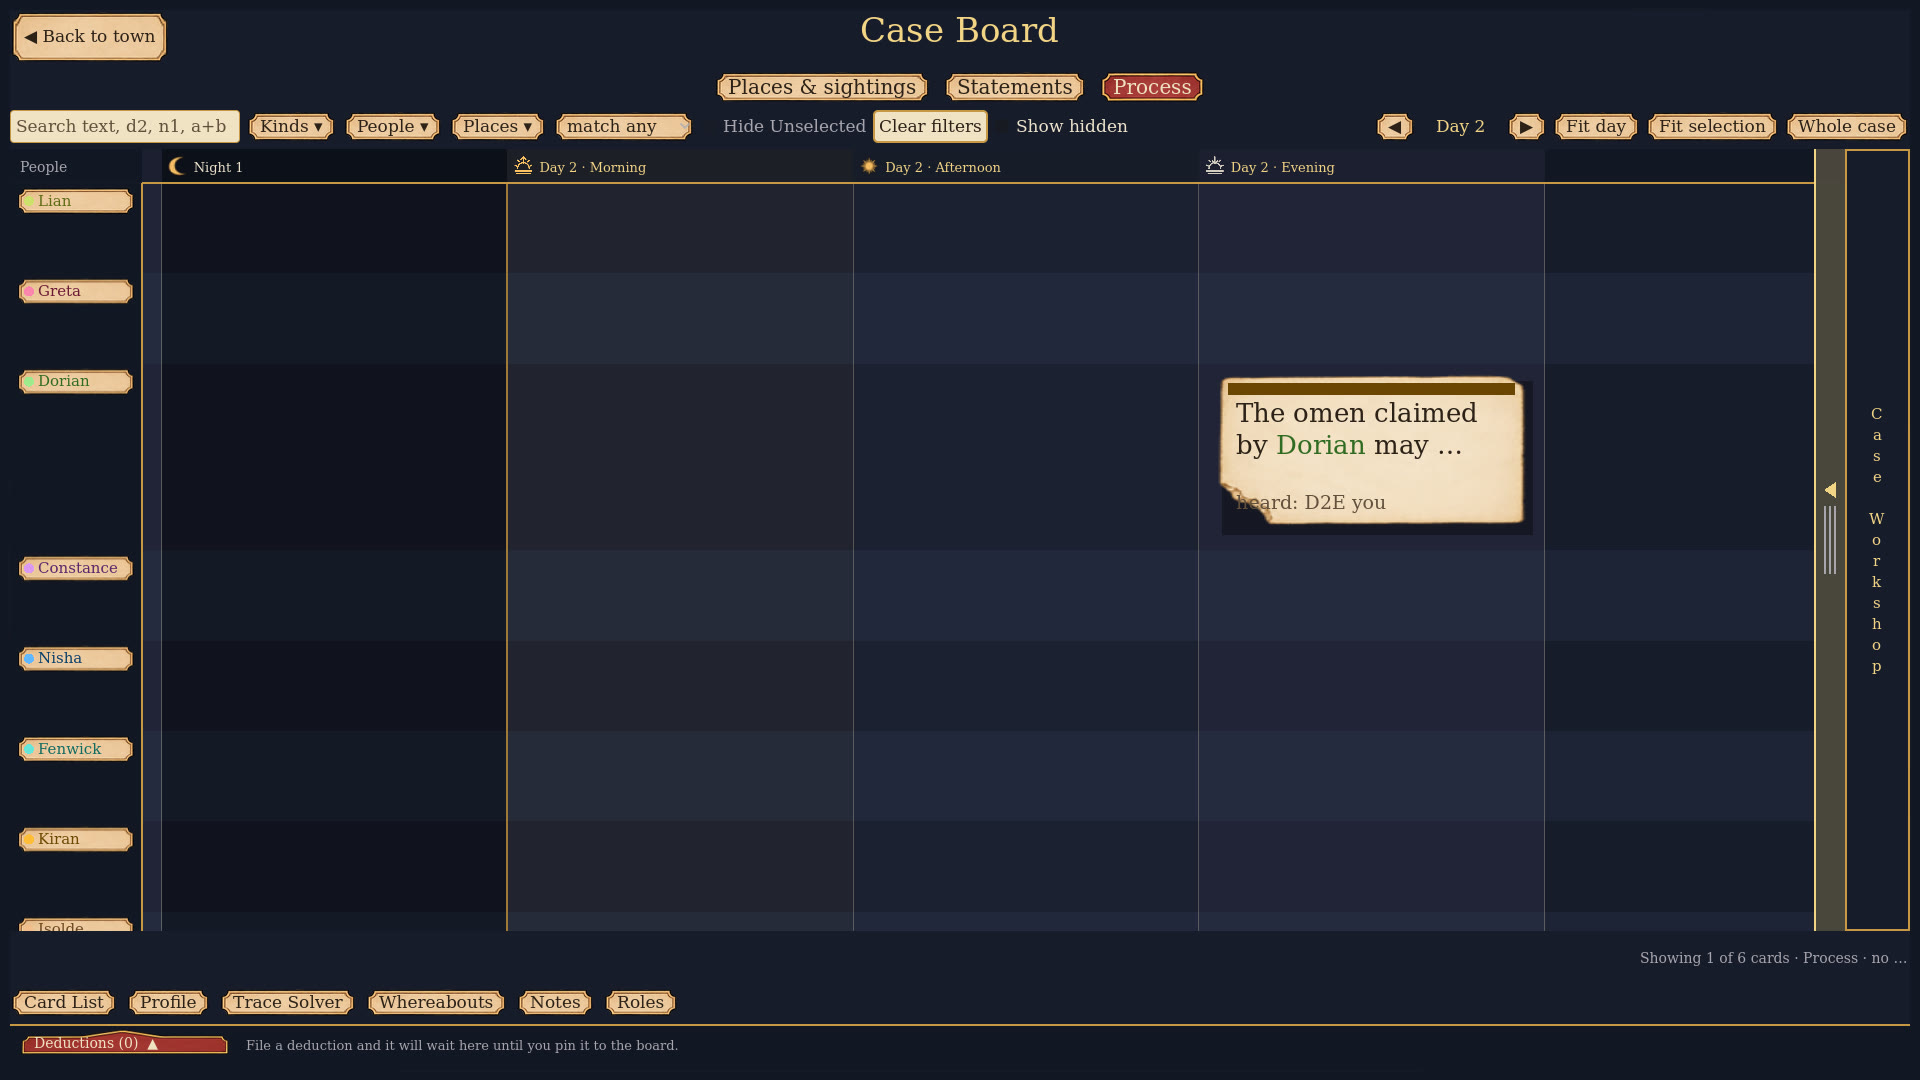 ◀ Back to town
Case Board
Places & sightings
Statements
Process
Search text, d2, n1, a+b
Kinds ▾
People ▾
Places ▾
match any
Hide Unselected
Clear filters
Show hidden
◀
Day 2
▶
Fit day
Fit selection
Whole case
People
Night 1
Day 2 · Morning
Day 2 · Afternoon
Day 2 · Evening
Lian
Greta
Dorian
The omen claimed
by Dorian may ...
heard: D2E you
Constance
Nisha
Fenwick
Kiran
Isolde
Case Workshop
Showing 1 of 6 cards · Process · no ...
Card List
Profile
Trace Solver
Whereabouts
Notes
Roles
Deductions (0) ▲
File a deduction and it will wait here until you pin it to the board.